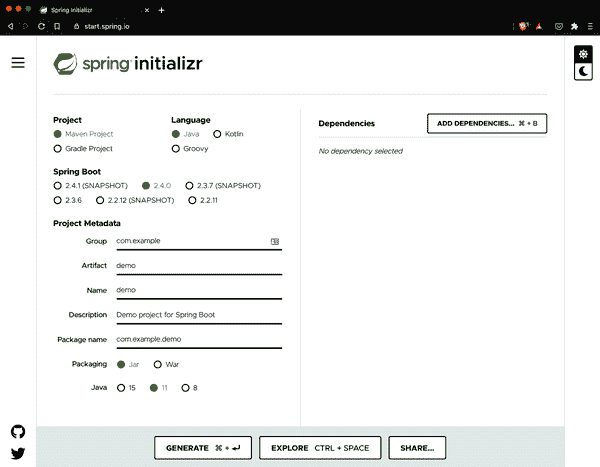 Spring Initializr
start.spring.io
spring initializr
Project
Maven Project
Gradle Project
Language
Java Kotlin
Groovy
Spring Boot
2.4.1 (SNAPSHOT) 2.4.0 2.3.7 (SNAPSHOT)
2.3.6 2.2.12 (SNAPSHOT) 2.2.11
Project Metadata
Group com.example
Artifact demo
Name demo
Description Demo project for Spring Boot
Package name com.example.demo
Packaging Jar War
Java 15 11 8
Dependencies ADD DEPENDENCIES... ⌘ + B
No dependency selected
GENERATE ⌘ + ⏎ EXPLORE CTRL + SPACE SHARE...